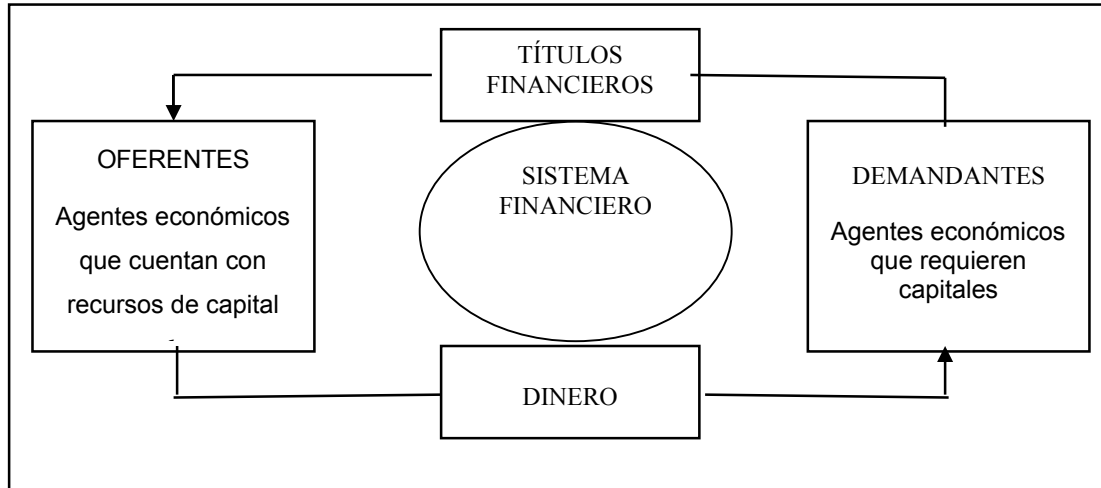 TÍTULOS
FINANCIEROS
OFERENTES
Agentes económicos
que cuentan con
recursos de capital
SISTEMA
FINANCIERO
DEMANDANTES
Agentes económicos
que requieren
capitales
DINERO